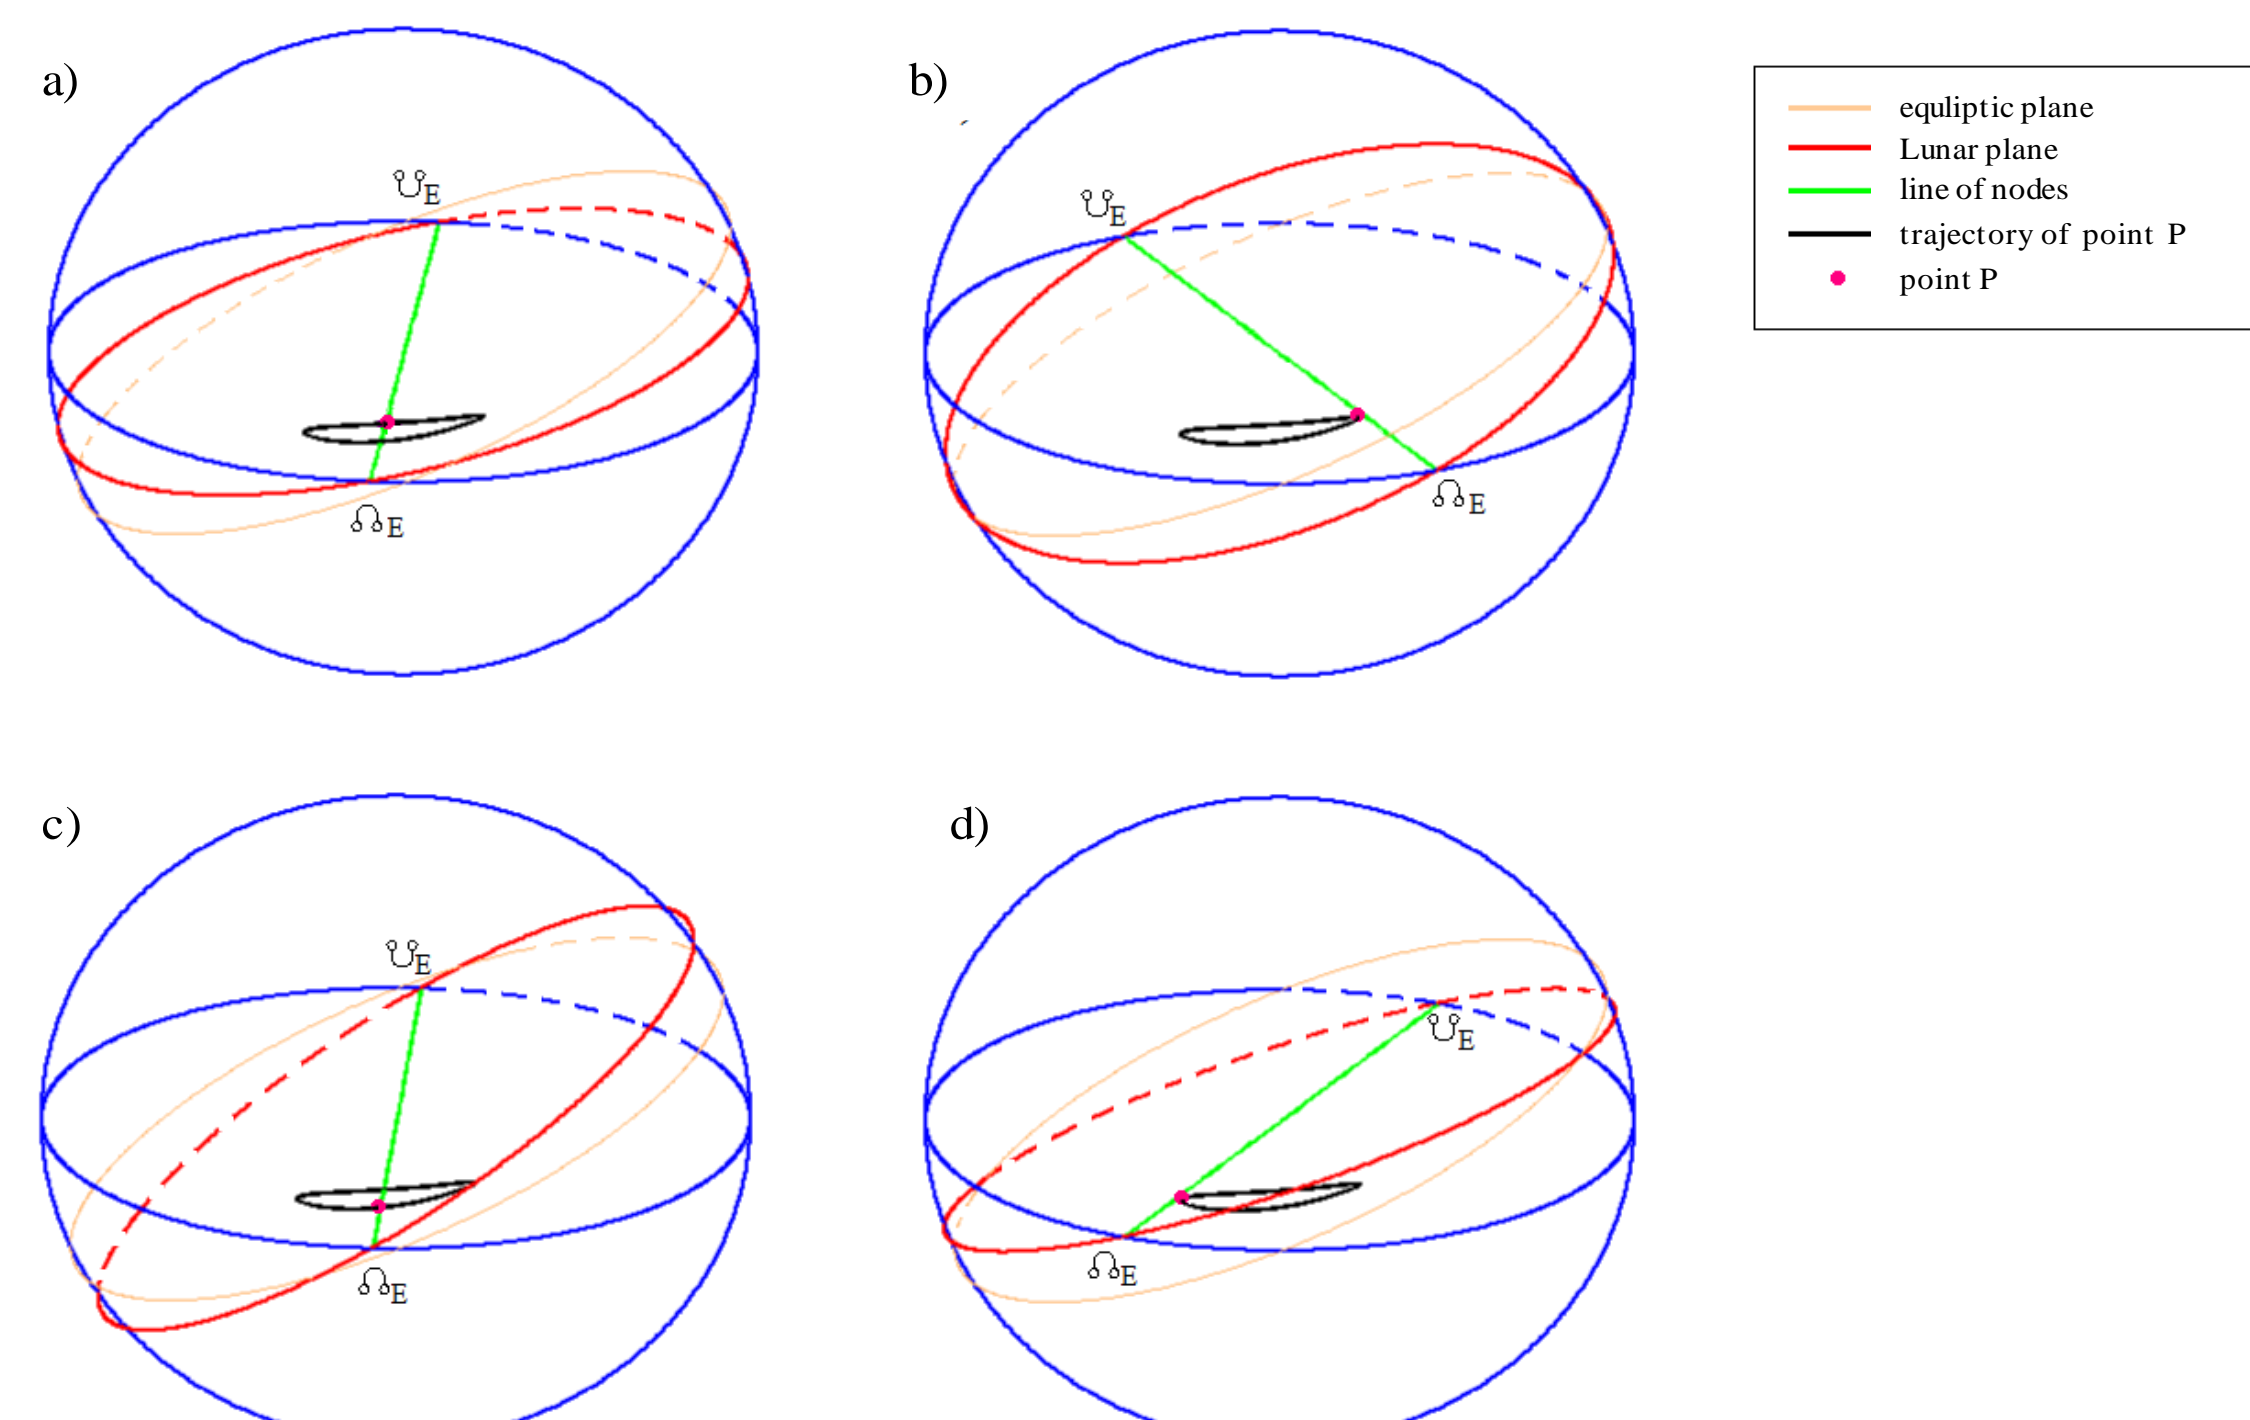 a)
b)
equliptic plane
Lunar plane
line of nodes
trajectory of point P
point P
☋E
☋E
☊E
☊E
c)
d)
☋E
☋E
☊E
☊E